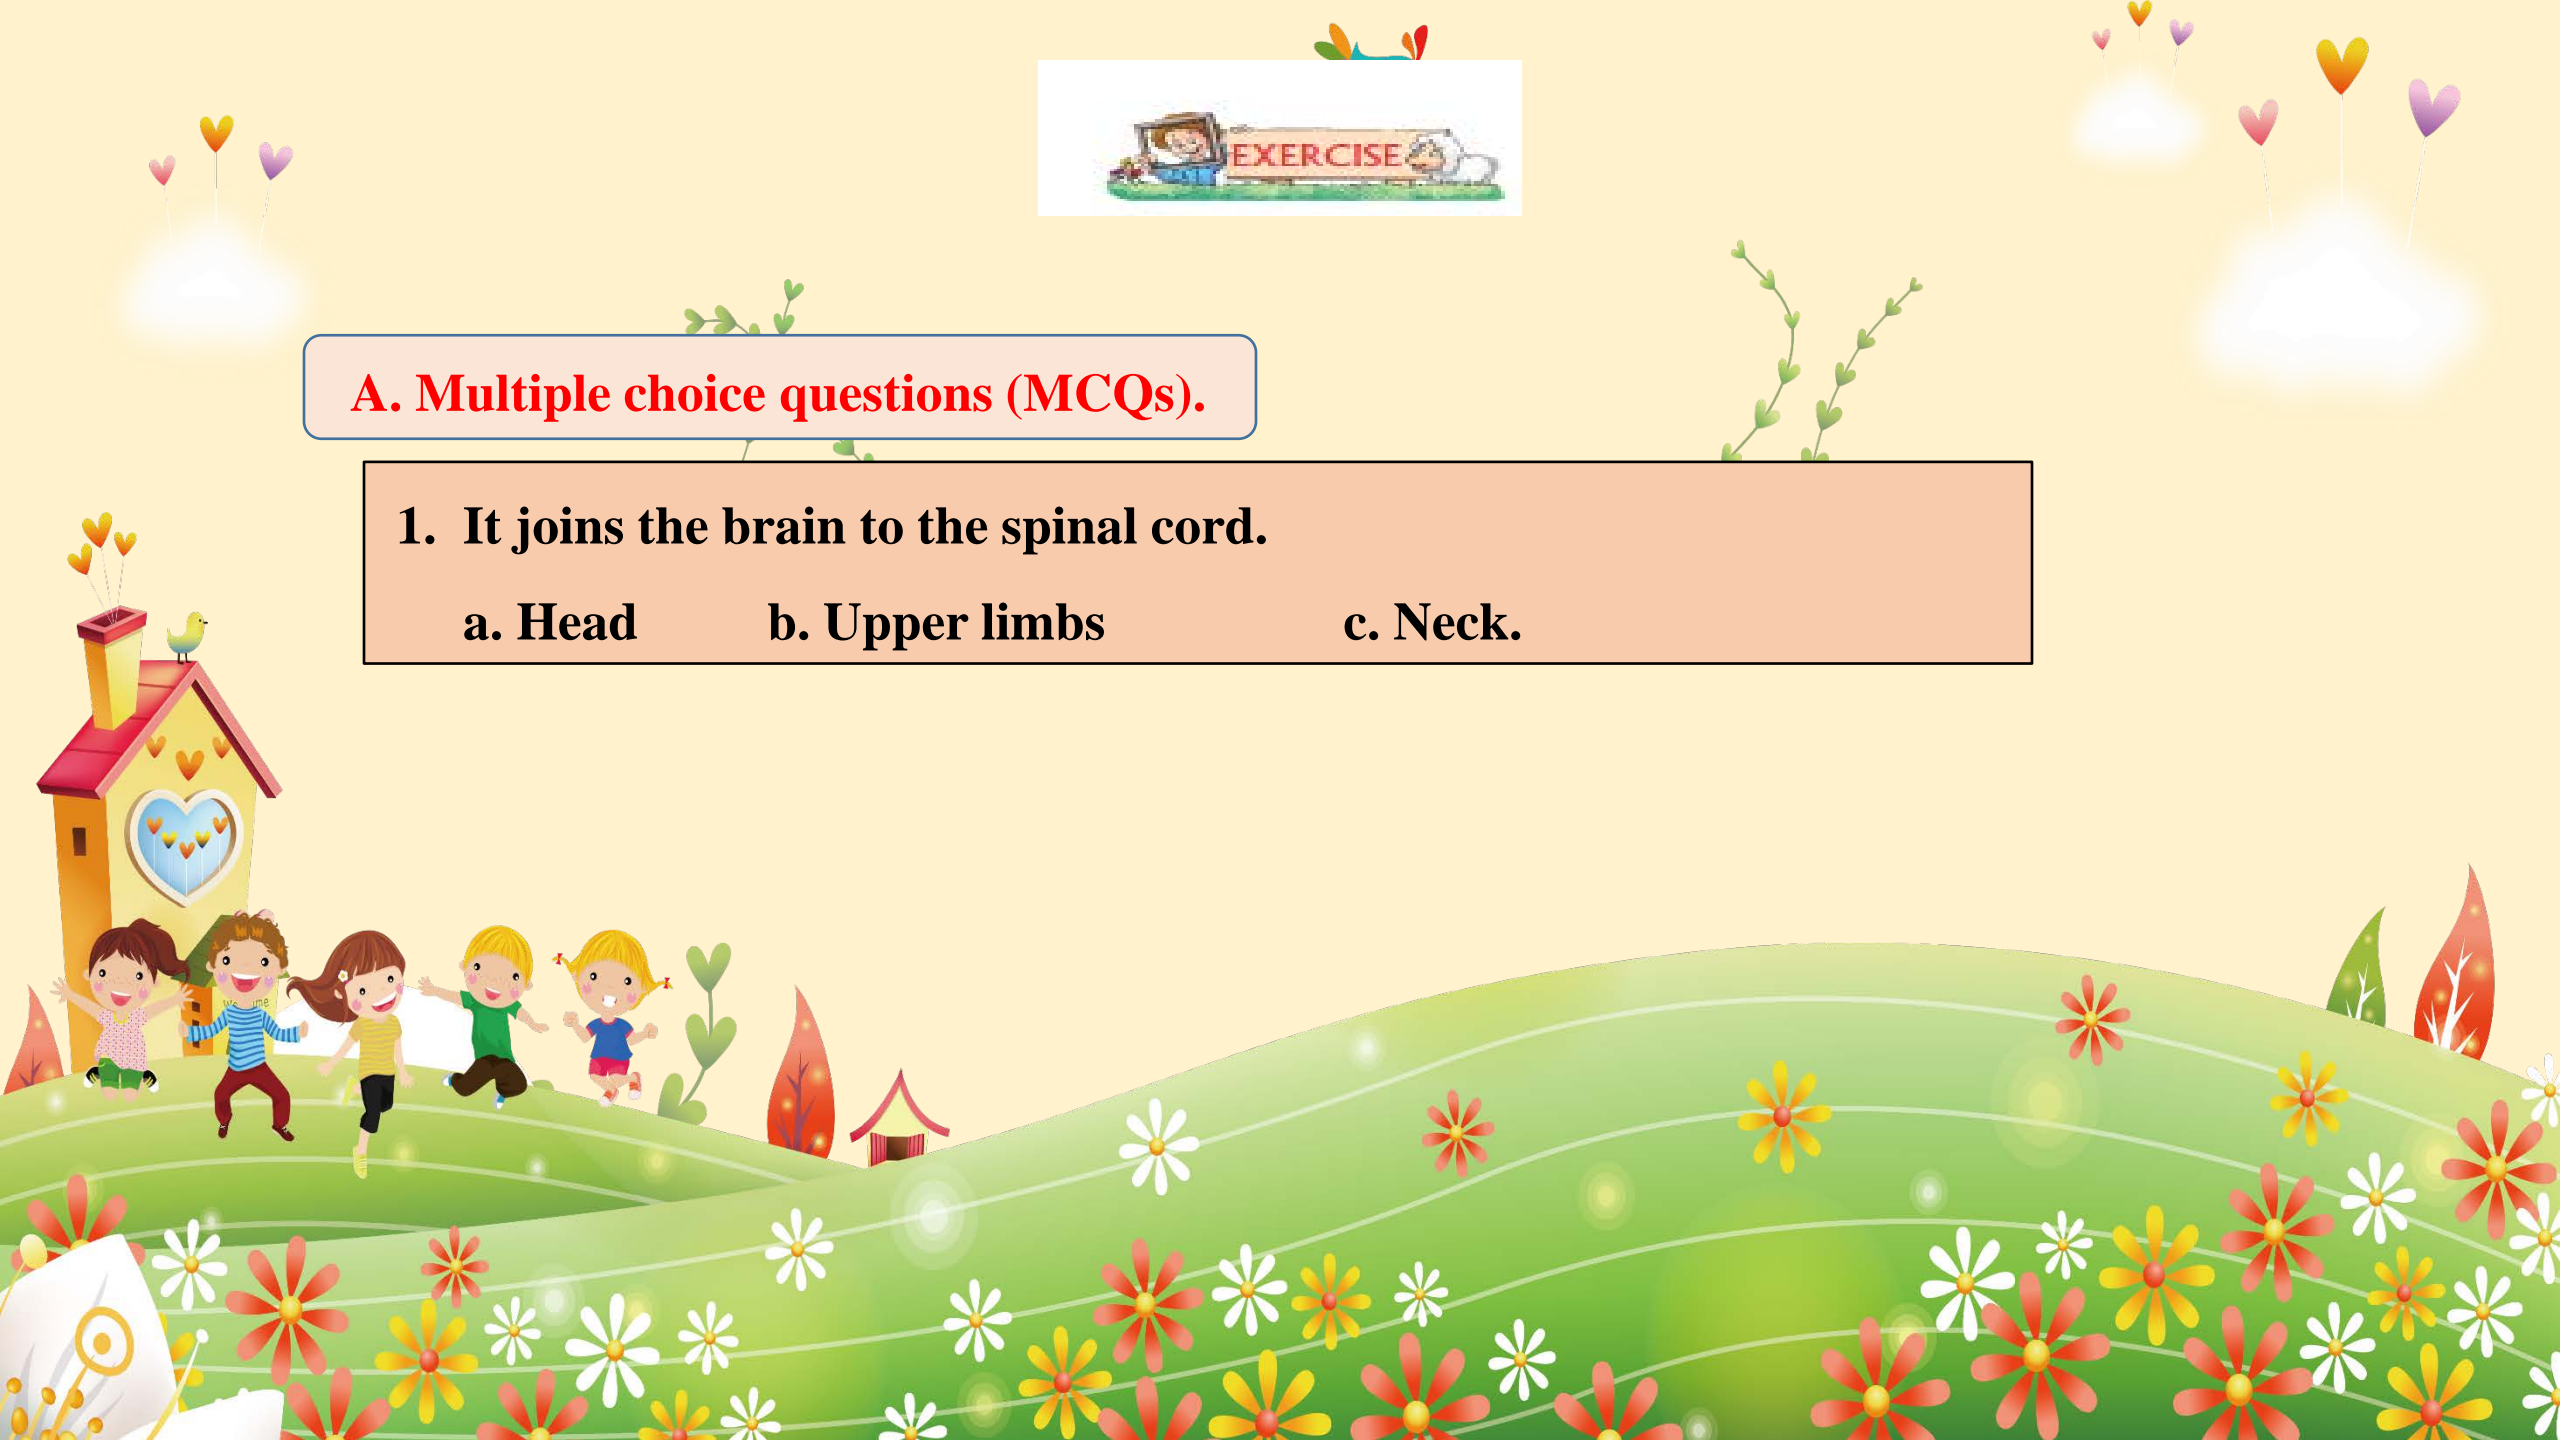 EXERCISE
A. Multiple choice questions (MCQs).
1. It joins the brain to the spinal cord.
a. Head b. Upper limbs c. Neck.